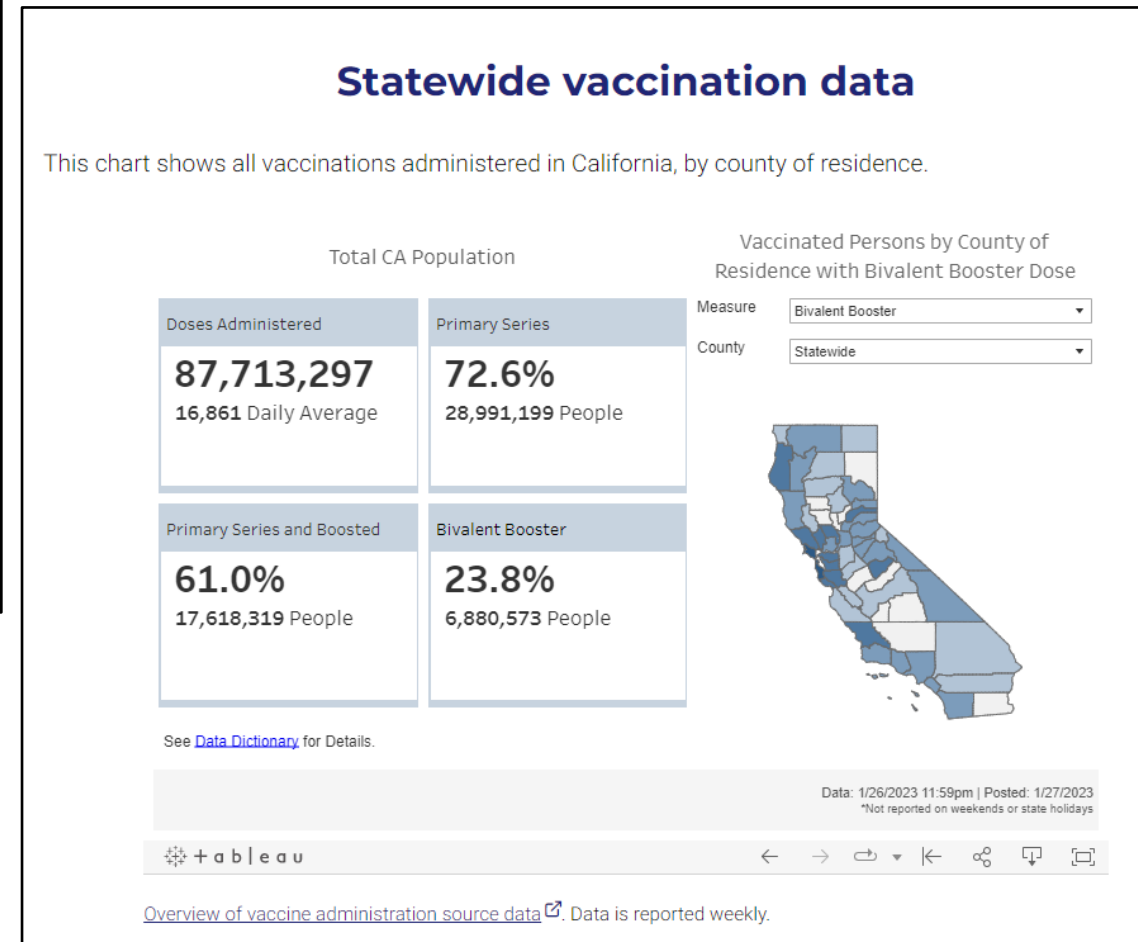 Statewide vaccination data
This chart shows all vaccinations administered in California, by county of residence.
Total CA Population
Doses Administered
87,713,297
16,861 Daily Average
Primary Series
72.6%
28,991,199 People
Primary Series and Boosted
61.0%
17,618,319 People
Bivalent Booster
23.8%
6,880,573 People
Vaccinated Persons by County of
Residence with Bivalent Booster Dose
Measure
Bivalent Booster
County
Statewide
See Data Dictionary for Details.
Data: 1/26/2023 11:59pm | Posted: 1/27/2023
*Not reported on weekends or state holidays
+ a b | e a u
Overview of vaccine administration source data. Data is reported weekly.